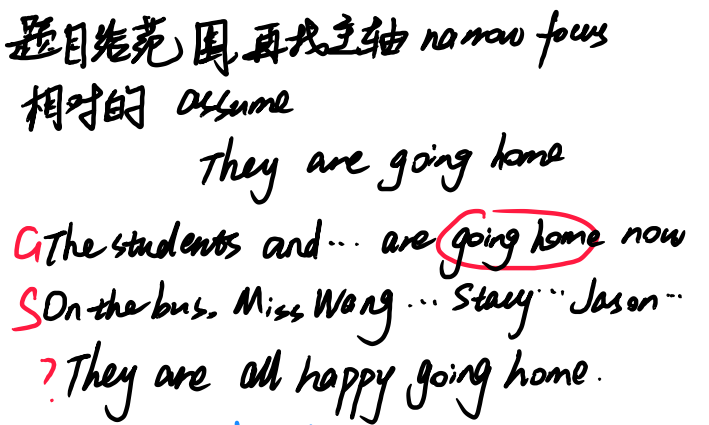 题目给范围,再找主轴 narrow focus
相对的 assume
They are going home
G The students and… are going home now
S On the bus. Miss Wang … Stacy … Jason …
? They are all happy going home.